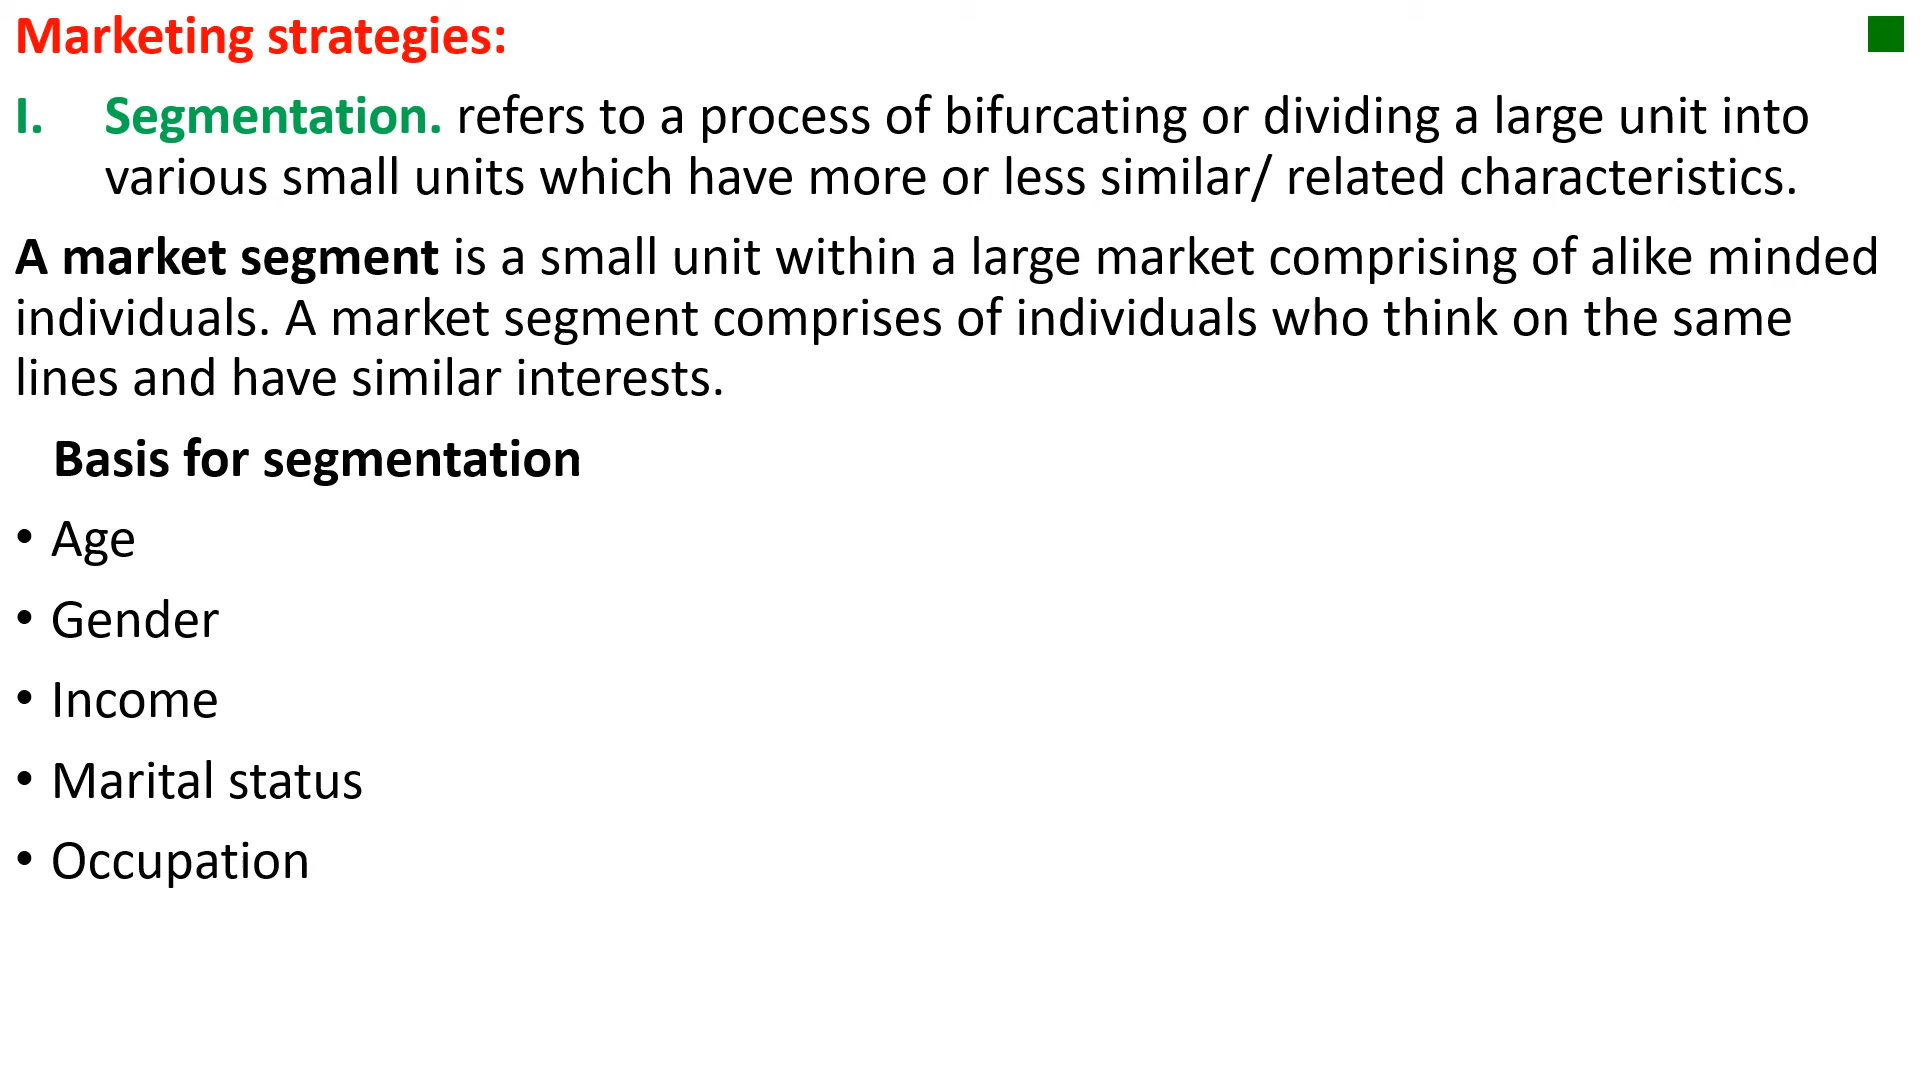 Marketing strategies:
I. Segmentation. refers to a process of bifurcating or dividing a large unit into
various small units which have more or less similar/ related characteristics.
A market segment is a small unit within a large market comprising of alike minded
individuals. A market segment comprises of individuals who think on the same
lines and have similar interests.
Basis for segmentation
• Age
• Gender
• Income
• Marital status
• Occupation